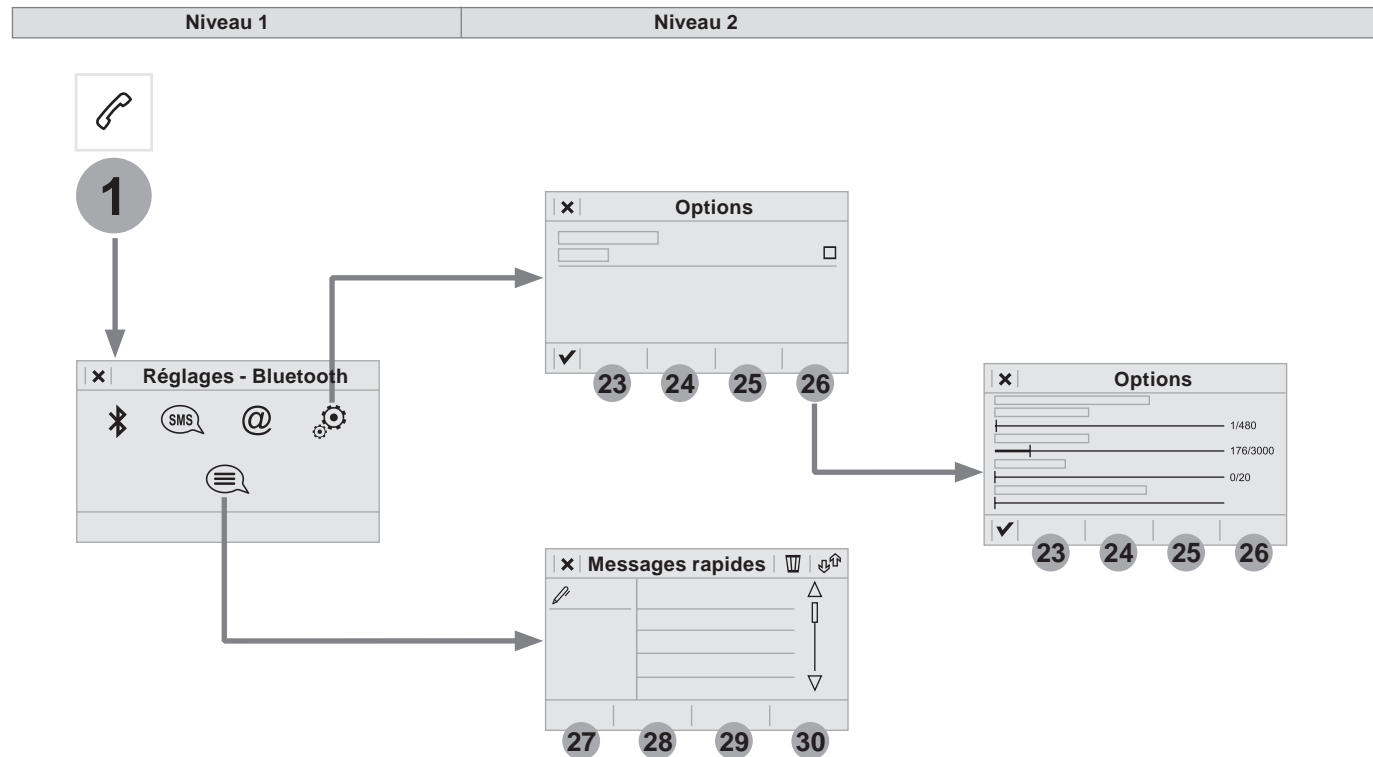 Niveau 1 Niveau 2
1
Options
23 24 25 26
Réglages - Bluetooth
SMS @
Options
1/480
176/3000
0/20
23 24 25 26
Messages rapides
27 28 29 30